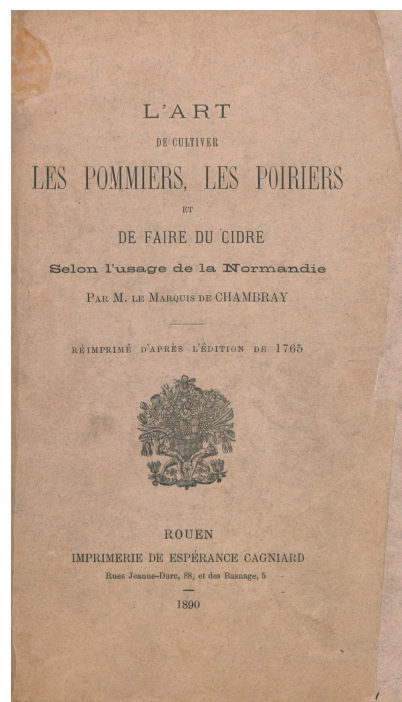 L'ART
DE CULTIVER
LES POMMIERS, LES POIRIERS
ET
DE FAIRE DU CIDRE
Selon l'usage de la Normandie
PAR M. LE MARQUIS DE CHAMBRAY
RÉIMPRIMÉ D'APRÈS L'ÉDITION DE 1765
ROUEN
IMPRIMERIE DE ESPÉRANCE CAGNIARD
Rues Jeanne-Darc, 88, et des Basnage, 5
1890